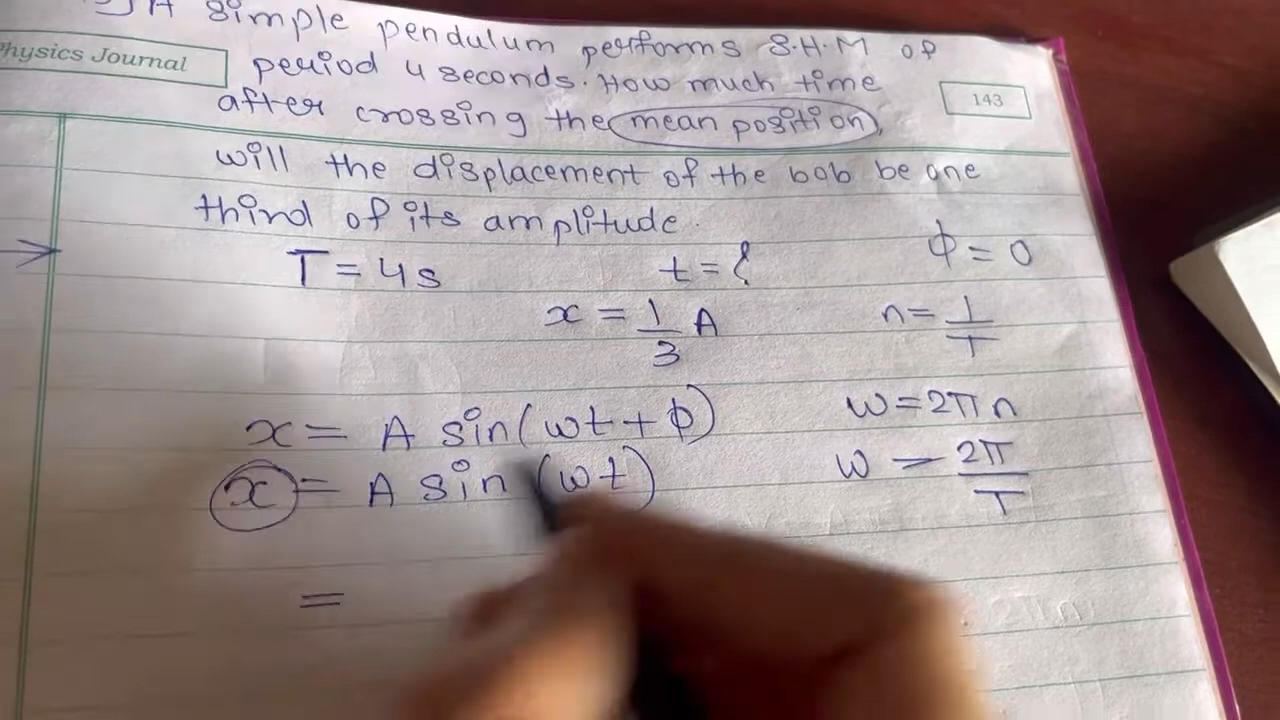 A simple pendulum performs S.H.M of
Physics Journal
period 4 seconds. How much time
after crossing the mean position,
143
will the displacement of the bob be one
third of its amplitude.
T = 4s t = ? ϕ = 0
x = 1/3 A n = 1/T
x = A sin(wt + ϕ) w = 2πn
x = A sin (wt) w = 2π/T
=